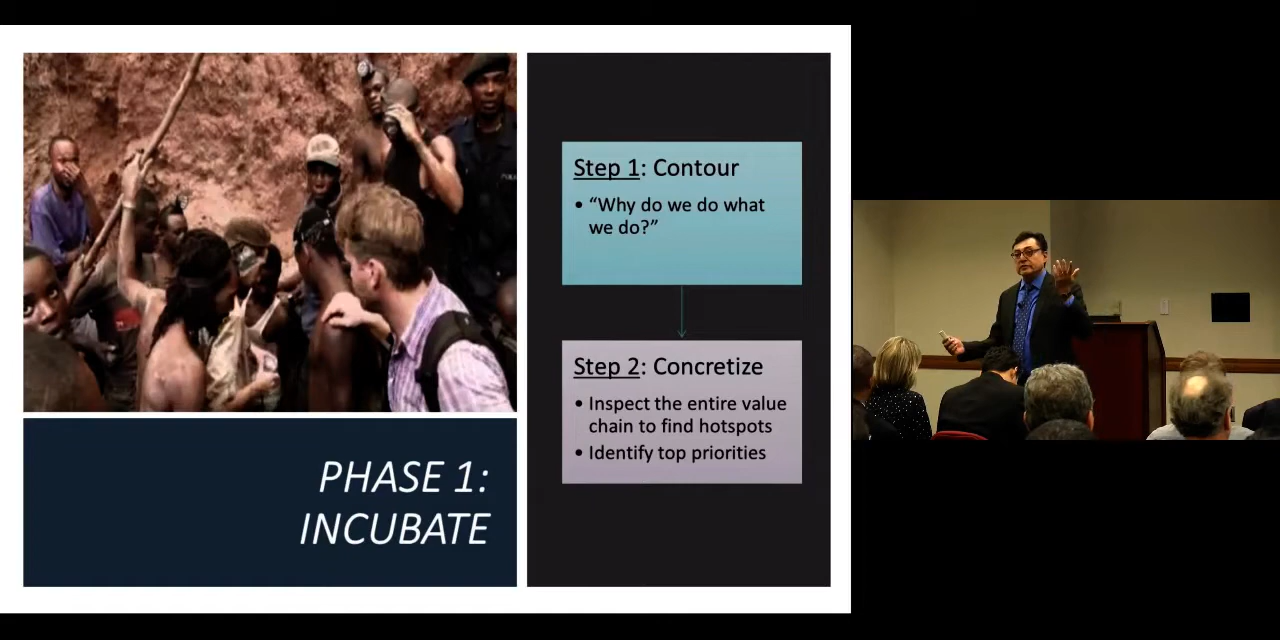 Step 1: Contour
• “Why do we do what
we do?”
Step 2: Concretize
• Inspect the entire value
chain to find hotspots
• Identify top priorities
PHASE 1:
INCUBATE